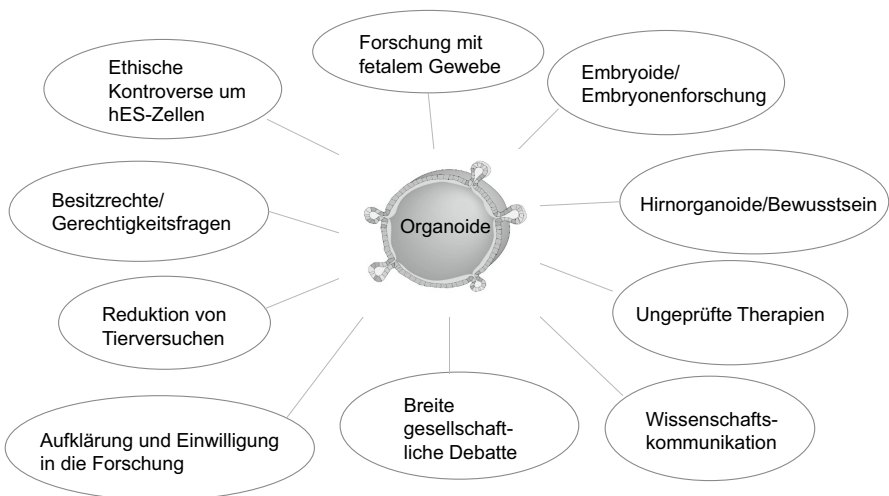 Forschung mit
fetalem Gewebe
Ethische
Kontroverse um
hES-Zellen
Embryoide/
Embryonenforschung
Besitzrechte/
Gerechtigkeitsfragen
Organoide
Hirnorganoide/Bewusstsein
Reduktion von
Tierversuchen
Ungeprüfte Therapien
Aufklärung und Einwilligung
in die Forschung
Breite
gesellschaft-
liche Debatte
Wissenschafts-
kommunikation